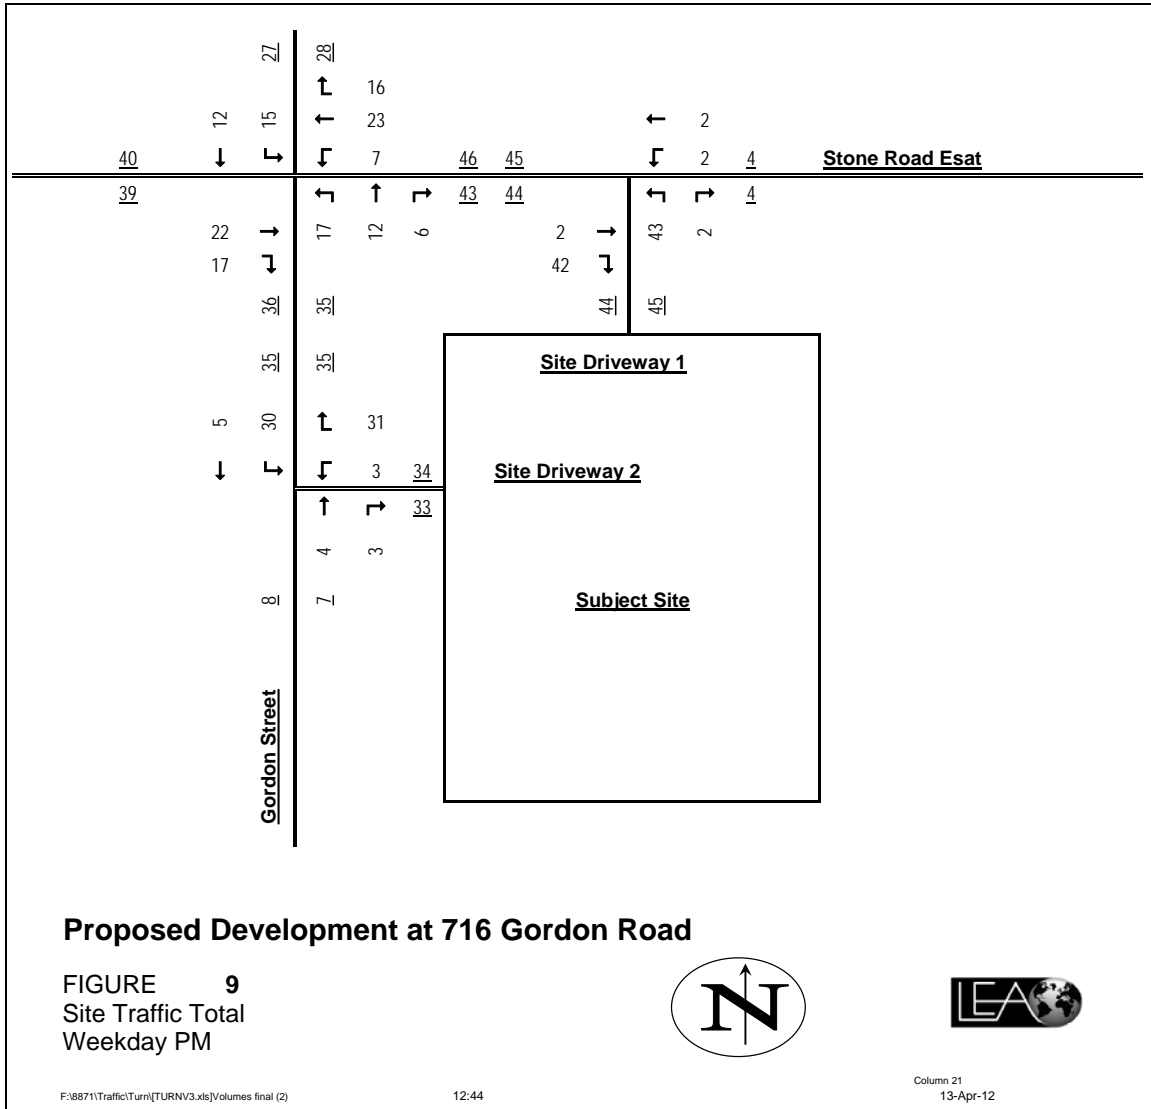 27 28
16
12 15 23 2
40 7 46 45 2 4 Stone Road Esat
39 43 44 4
22 17 12 6 2 43 2
17 42
36 35 44 45
35 35 Site Driveway 1
5 30 31
3 34 Site Driveway 2
33
4 3
8 7 Subject Site
Gordon Street
Proposed Development at 716 Gordon Road
FIGURE 9
Site Traffic Total
Weekday PM
N
LEA
F:\8871\Traffic\Turn\[TURNV3.xls]Volumes final (2) 12:44
Column 21
13-Apr-12